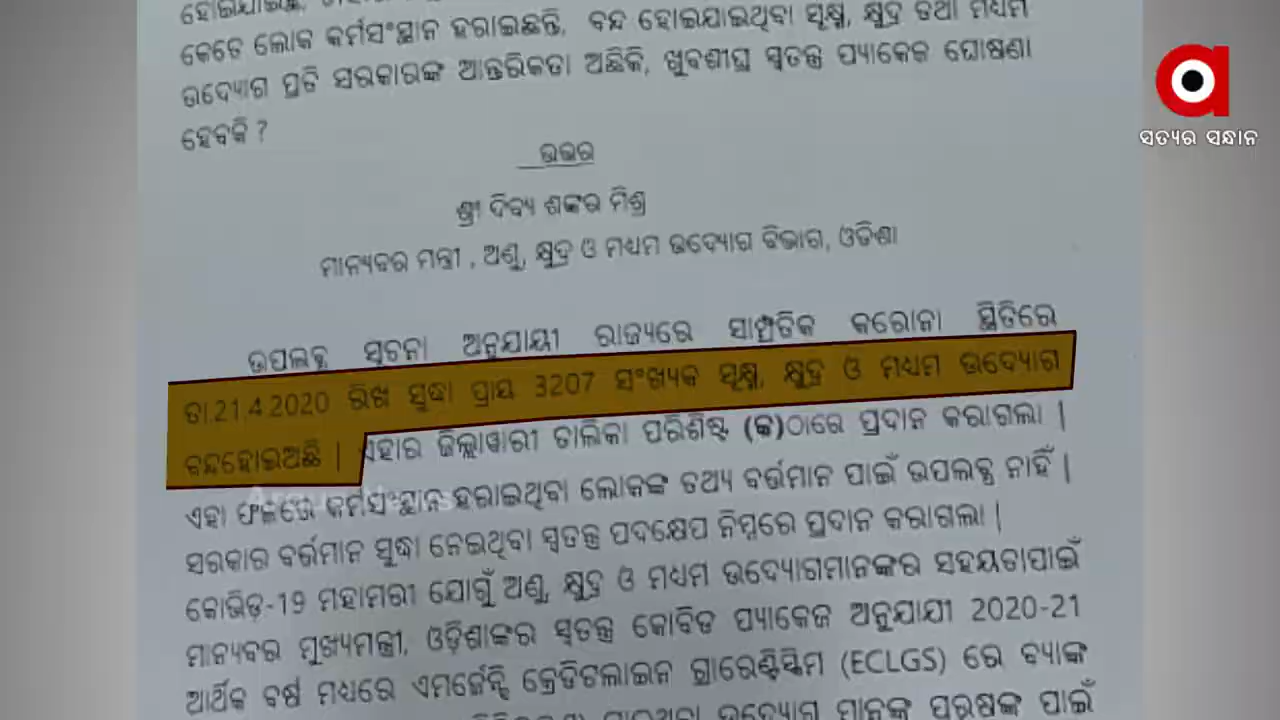 କେତେ ଲୋକ କର୍ମସଂସ୍ଥାନ ହରାଇଛନ୍ତି, ବନ୍ଦ ହୋଇଯାଇଥିବା ସୂକ୍ଷ୍ମ, କ୍ଷୁଦ୍ର ତଥା ମଧ୍ୟମ
ଉଦ୍ୟୋଗ ପ୍ରତି ସରକାରଙ୍କ ଆନ୍ତରିକତା ଅଛିକି, ଖୁବଶୀଘ୍ର ସ୍ୱତନ୍ତ୍ର ପ୍ୟାକେଜ ଘୋଷଣା
ହେବକି ?
ଉତ୍ତର
ଶ୍ରୀ ଦିବ୍ୟ ଶଙ୍କର ମିଶ୍ର
ମାନ୍ୟବର ମନ୍ତ୍ରୀ , ଅଣୁ, କ୍ଷୁଦ୍ର ଓ ମଧ୍ୟମ ଉଦ୍ୟୋଗ ବିଭାଗ, ଓଡିଶା
ଉପଲବ୍ଧ ସୂଚନା ଅନୁଯାୟୀ ରାଜ୍ୟରେ ସାମ୍ପ୍ରତିକ କରୋନା ସ୍ଥିତିରେ
ତା.21.4.2020 ରିଖ ସୁଦ୍ଧା ପ୍ରାୟ 3207 ସଂଖ୍ୟକ ସୂକ୍ଷ୍ମ, କ୍ଷୁଦ୍ର ଓ ମଧ୍ୟମ ଉଦ୍ୟୋଗ
ବନ୍ଦହୋଇଅଛି | ଏହାର ଜିଲ୍ଲାୱାରୀ ତାଲିକା ପରିଶିଷ୍ଟ (କ)ଠାରେ ପ୍ରଦାନ କରାଗଲା |
ଏହା ଫଳରେ କର୍ମସଂସ୍ଥାନ ହରାଇଥିବା ଲୋକଙ୍କ ତଥ୍ୟ ବର୍ତ୍ତମାନ ପାଇଁ ଉପଲବ୍ଧ ନାହିଁ |
ସରକାର ବର୍ତ୍ତମାନ ସୁଦ୍ଧା ନେଇଥିବା ସ୍ୱତନ୍ତ୍ର ପଦକ୍ଷେପ ନିମ୍ନରେ ପ୍ରଦାନ କରାଗଲା |
କୋଭିଡ଼-19 ମହାମାରୀ ଯୋଗୁଁ ଅଣୁ, କ୍ଷୁଦ୍ର ଓ ମଧ୍ୟମ ଉଦ୍ୟୋଗମାନଙ୍କର ସହାୟତାପାଇଁ
ମାନ୍ୟବର ମୁଖ୍ୟମନ୍ତ୍ରୀ, ଓଡ଼ିଶାଙ୍କର ସ୍ୱତନ୍ତ୍ର କୋବିଡ ପ୍ୟାକେଜ ଅନୁଯାୟୀ 2020-21
ଆର୍ଥିକ ବର୍ଷ ମଧ୍ୟରେ ଏମର୍ଜେନ୍ସି କ୍ରେଡିଟଲାଇନ ଗ୍ୟାରେଣ୍ଟିସ୍କିମ (ECLGS) ରେ ବ୍ୟାଙ୍କ
ସତ୍ୟର ସନ୍ଧାନ